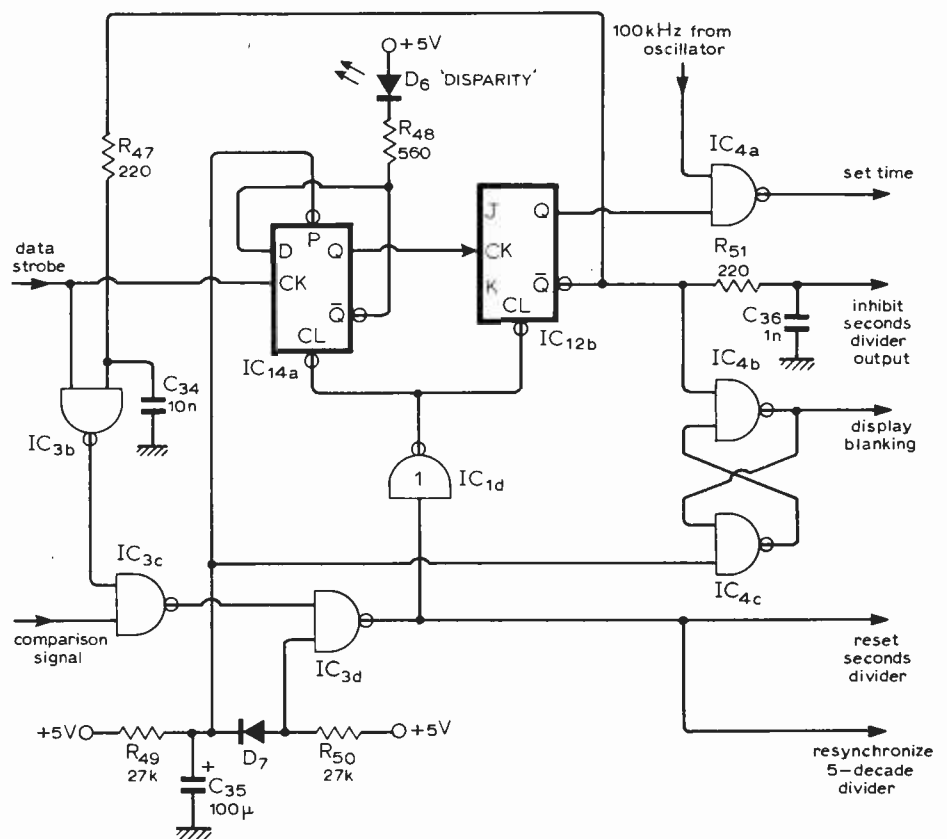 100kHz from
oscillator
+5V
D6 'DISPARITY'
R47
220
R48
560
IC4a
set time
P
D Q
CK
Q̅
CL
IC14a
J Q
CK
K Q̅
CL
IC12b
data
strobe
R51
220
C36
1n
inhibit
seconds
divider
output
C34
10n
IC3b
IC4b
display
blanking
1
IC1d
IC3c
IC4c
comparison
signal
IC3d
reset
seconds
divider
+5V
R49
27k
D7
R50
27k
+5V
+
C35
100µ
resynchronize
5-decade
divider